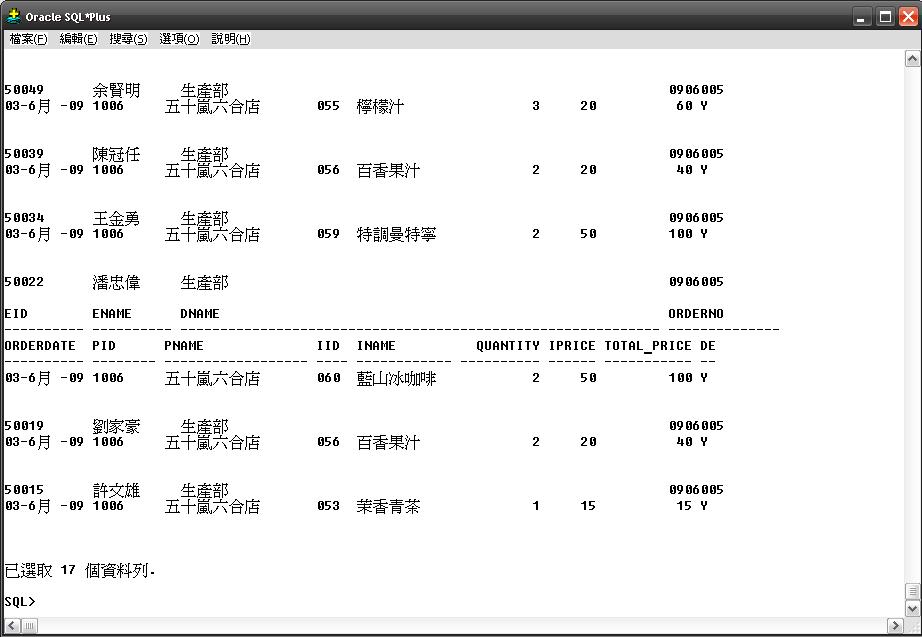 Oracle SQL*Plus
檔案(F) 編輯(E) 搜尋(S) 選項(O) 說明(H)
50049 余賢明 生產部 0906005
03-6月 -09 1006 五十嵐六合店 055 檸檬汁 3 20 60 Y
50039 陳冠任 生產部 0906005
03-6月 -09 1006 五十嵐六合店 056 百香果汁 2 20 40 Y
50034 王金勇 生產部 0906005
03-6月 -09 1006 五十嵐六合店 059 特調曼特寧 2 50 100 Y
50022 潘忠偉 生產部 0906005
EID ENAME DNAME ORDERNO
---------- ---------- ------------------------------------------------------------ --------------
ORDERDATE PID PNAME IID INAME QUANTITY IPRICE TOTAL_PRICE DE
---------- -------- ------------------ --- ------------ ---------- ------ ----------- --
03-6月 -09 1006 五十嵐六合店 060 藍山冰咖啡 2 50 100 Y
50019 劉家豪 生產部 0906005
03-6月 -09 1006 五十嵐六合店 056 百香果汁 2 20 40 Y
50015 許文雄 生產部 0906005
03-6月 -09 1006 五十嵐六合店 053 茉香青茶 1 15 15 Y
已選取 17 個資料列.
SQL>